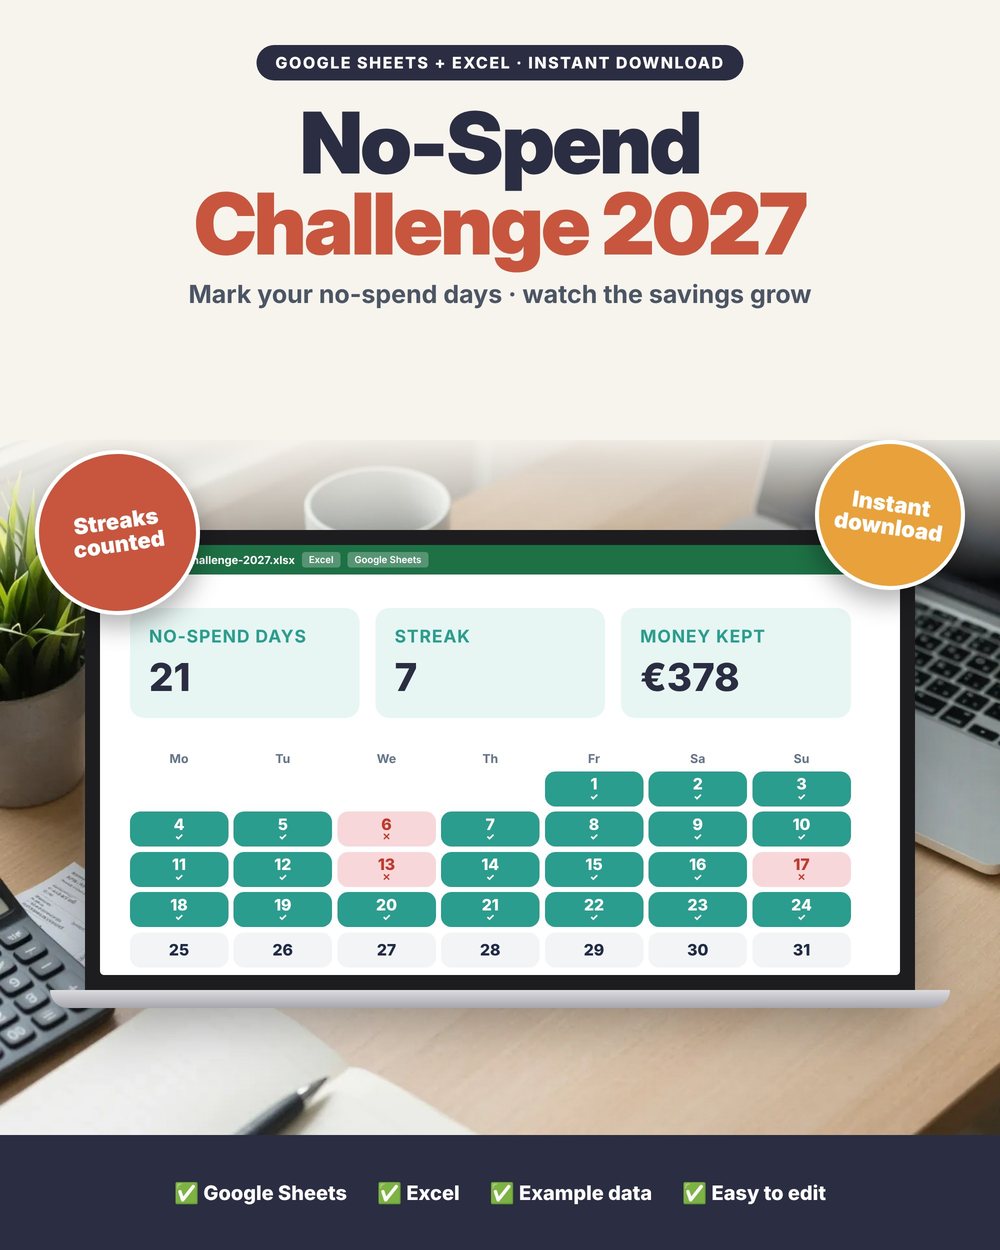 GOOGLE SHEETS + EXCEL · INSTANT DOWNLOAD
No-Spend
Challenge 2027
Mark your no-spend days · watch the savings grow
Streaks
counted
Instant
download
hallenge-2027.xlsx Excel Google Sheets
NO-SPEND DAYS STREAK MONEY KEPT
21 7 €378
Mo Tu We Th Fr Sa Su
1 2 3
✓ ✓ ✓
4 5 6 7 8 9 10
✓ ✓ × ✓ ✓ ✓ ✓
11 12 13 14 15 16 17
✓ ✓ × ✓ ✓ ✓ ×
18 19 20 21 22 23 24
✓ ✓ ✓ ✓ ✓ ✓ ✓
25 26 27 28 29 30 31
✅ Google Sheets ✅ Excel ✅ Example data ✅ Easy to edit